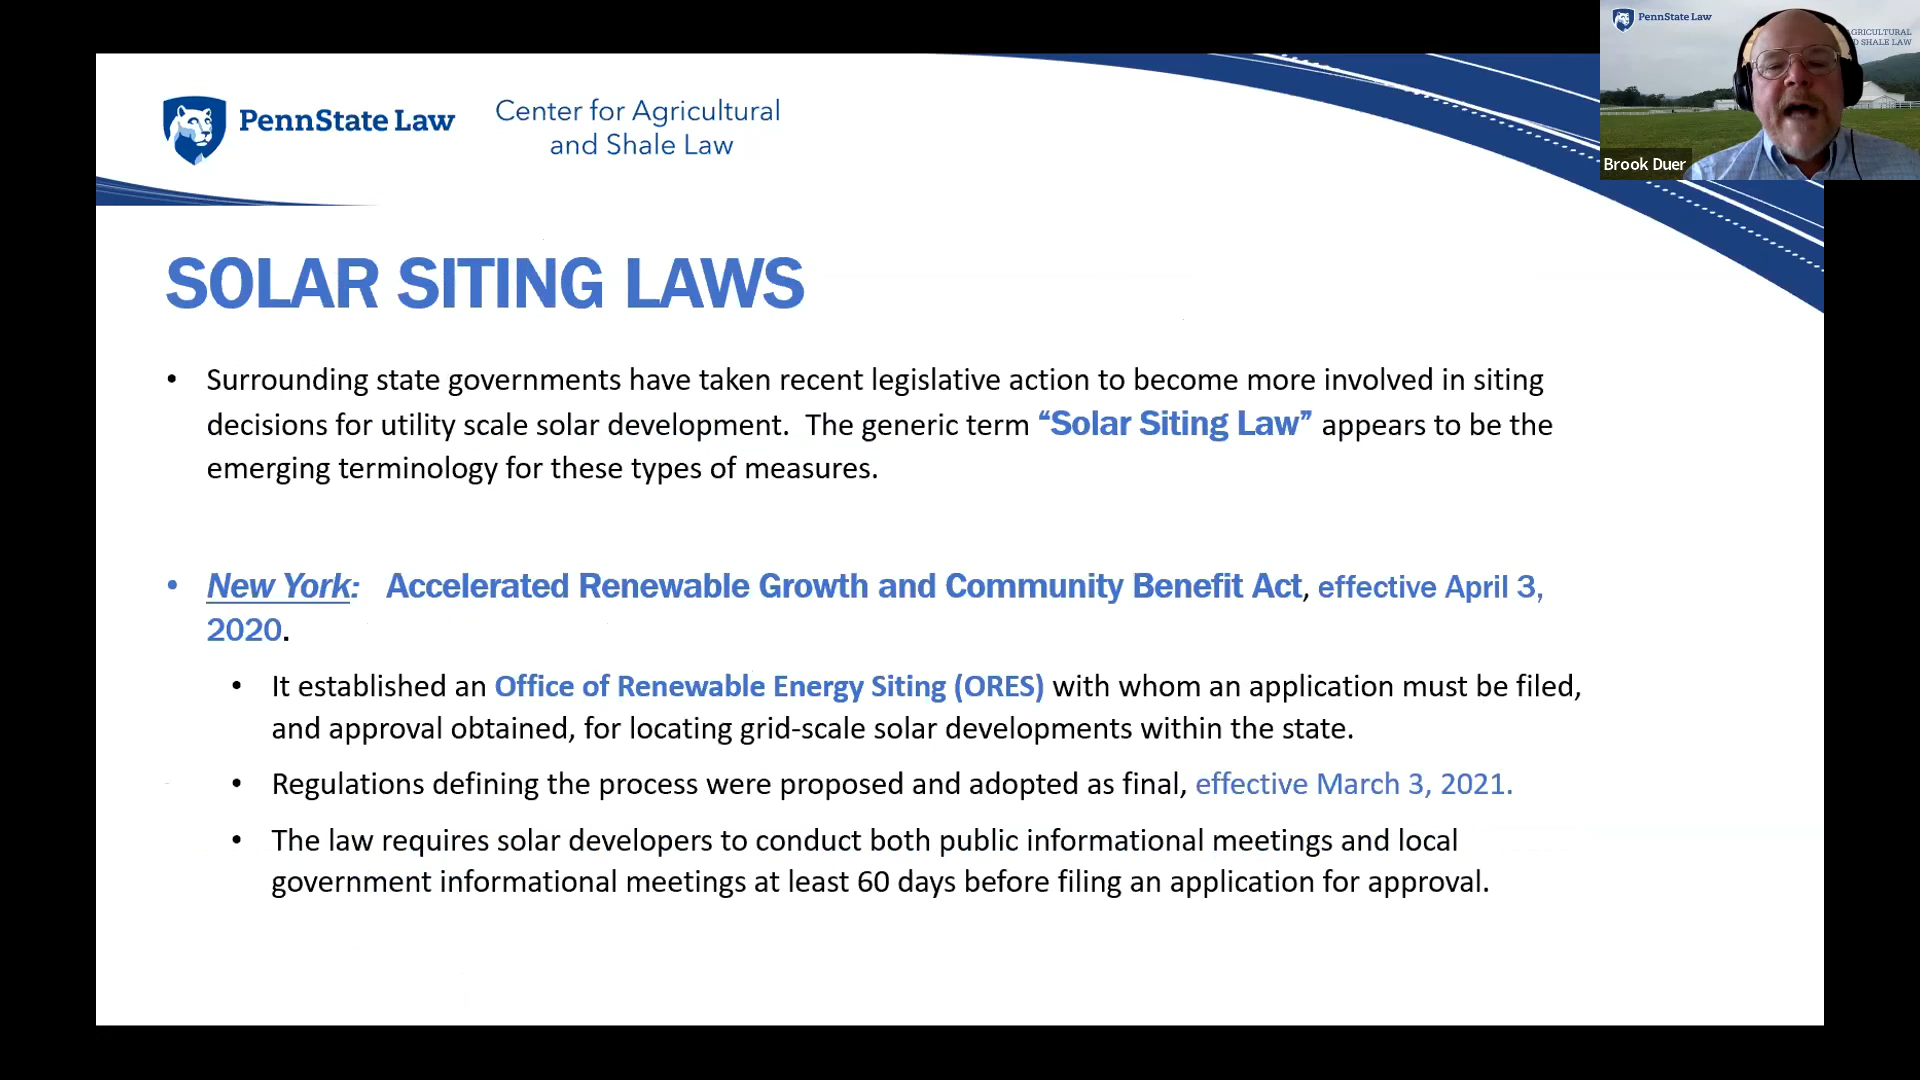 PennState Law
Center for Agricultural
and Shale Law
PennState Law
AGRICULTURAL
SHALE LAW
Brook Duer
SOLAR SITING LAWS
• Surrounding state governments have taken recent legislative action to become more involved in siting
decisions for utility scale solar development. The generic term “Solar Siting Law” appears to be the
emerging terminology for these types of measures.
• New York: Accelerated Renewable Growth and Community Benefit Act, effective April 3,
2020.
• It established an Office of Renewable Energy Siting (ORES) with whom an application must be filed,
and approval obtained, for locating grid-scale solar developments within the state.
• Regulations defining the process were proposed and adopted as final, effective March 3, 2021.
• The law requires solar developers to conduct both public informational meetings and local
government informational meetings at least 60 days before filing an application for approval.